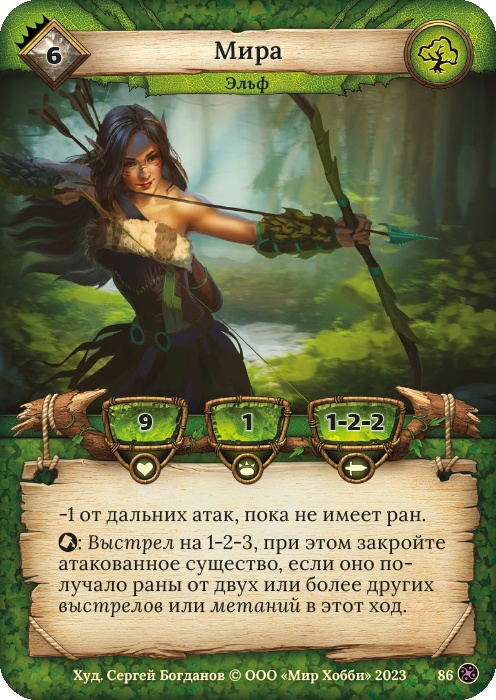 6
Мира
Эльф
9
1
1-2-2
-1 от дальних атак, пока не имеет ран.
: Выстрел на 1-2-3, при этом закройте
атакованное существо, если оно по-
лучало раны от двух или более других
выстрелов или метаний в этот ход.
Худ. Сергей Богданов © ООО «Мир Хобби» 2023
86